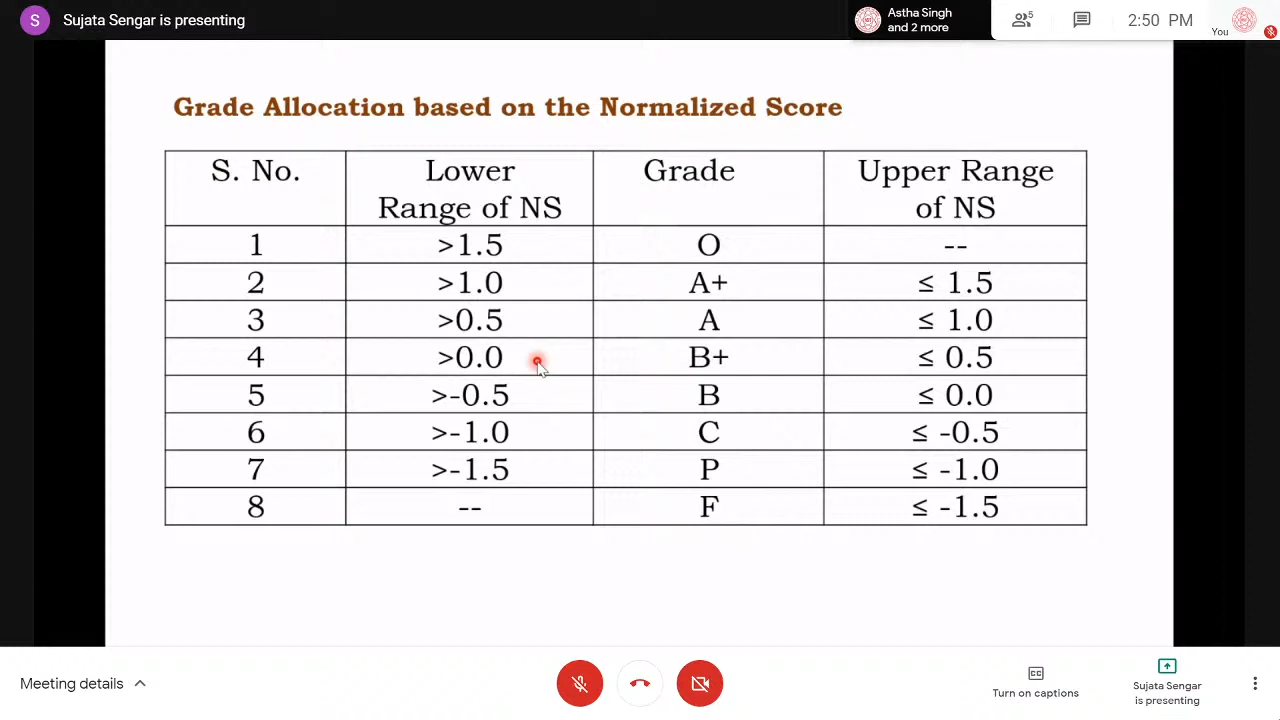 S Sujata Sengar is presenting
Astha Singh
and 2 more
5
2:50 PM
You
Grade Allocation based on the Normalized Score
S. No. Lower Range of NS Grade Upper Range of NS
1 >1.5 O --
2 >1.0 A+ ≤ 1.5
3 >0.5 A ≤ 1.0
4 >0.0 B+ ≤ 0.5
5 >-0.5 B ≤ 0.0
6 >-1.0 C ≤ -0.5
7 >-1.5 P ≤ -1.0
8 -- F ≤ -1.5
Meeting details
CC
Turn on captions
Sujata Sengar
is presenting